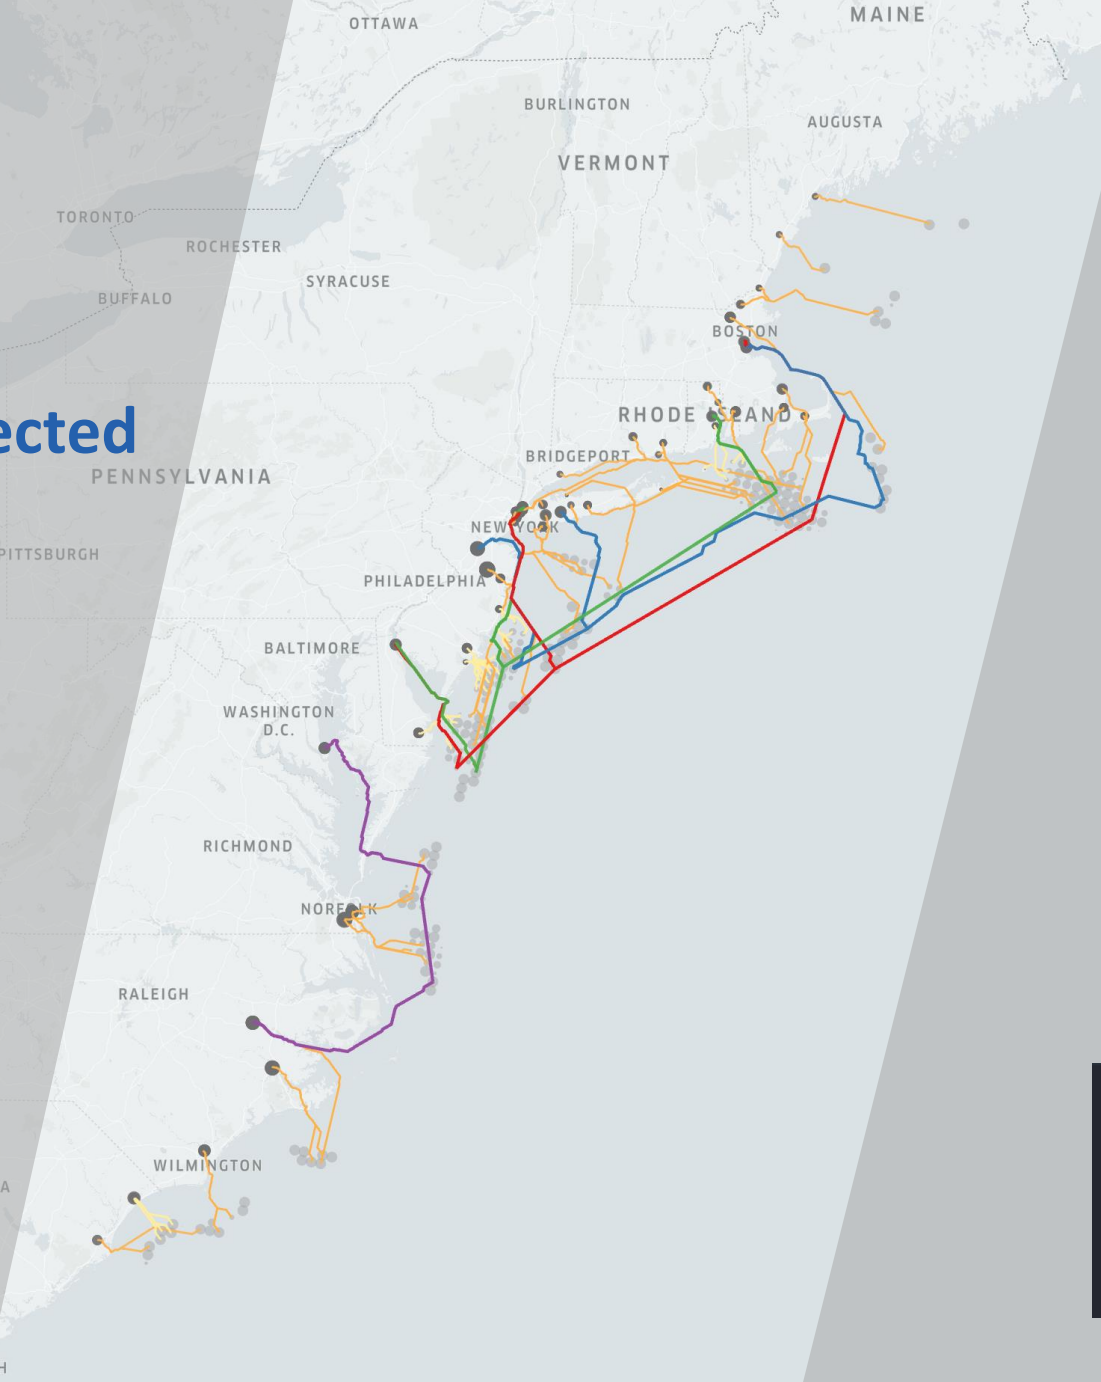 OTTAWA
MAINE
BURLINGTON
AUGUSTA
VERMONT
TORONTO
ROCHESTER
SYRACUSE
BUFFALO
BOSTON
RHODE ISLAND
ected
BRIDGEPORT
PENNSYLVANIA
NEW YORK
PITTSBURGH
PHILADELPHIA
BALTIMORE
WASHINGTON
D.C.
RICHMOND
NORFOLK
RALEIGH
WILMINGTON
A
H